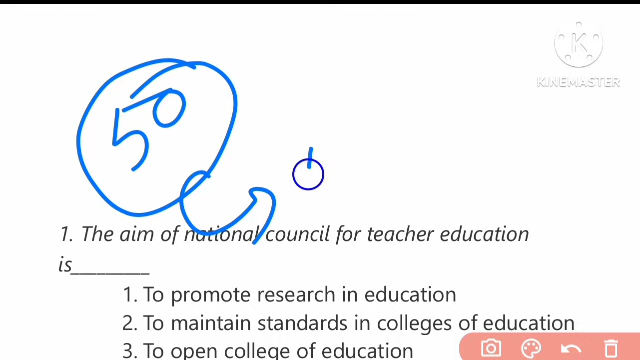 K
KINEMASTER
50
1. The aim of national council for teacher education
is_________
1. To promote research in education
2. To maintain standards in colleges of education
3. To open college of education